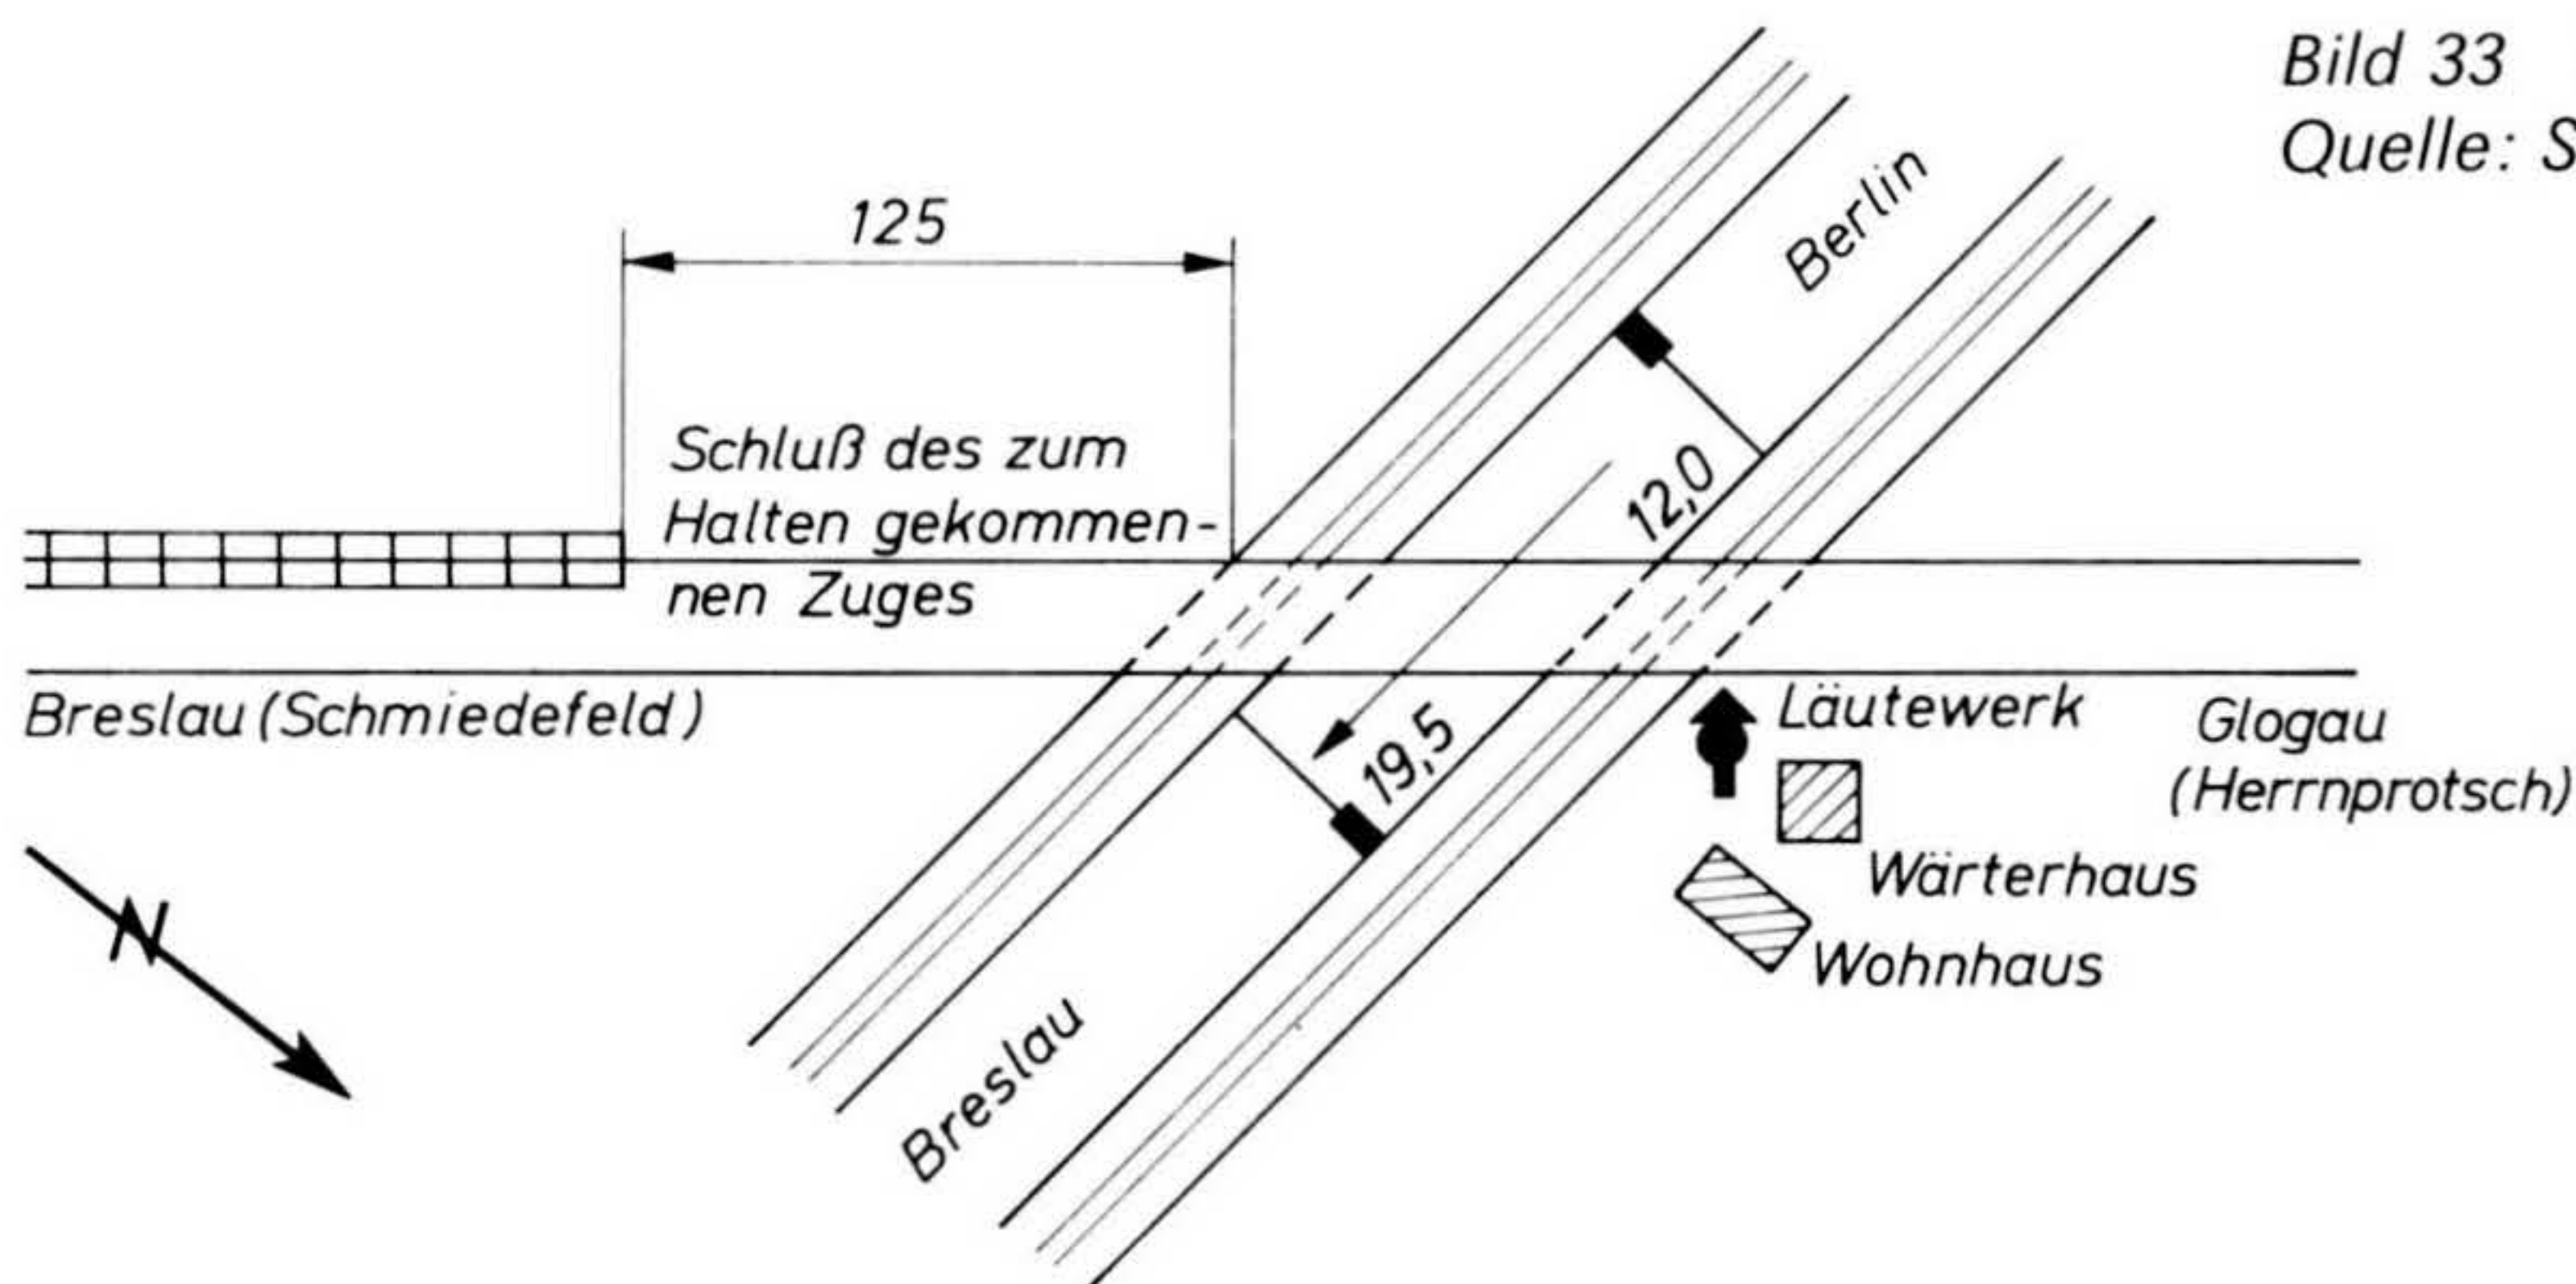 Bild 33
Quelle: S
125
Berlin
Schluß des zum
Halten gekommen-
nen Zuges
12,0
19,5
Breslau (Schmiedefeld)
Läutewerk
Glogau
(Herrnprotsch)
Wärterhaus
Wohnhaus
N
Breslau